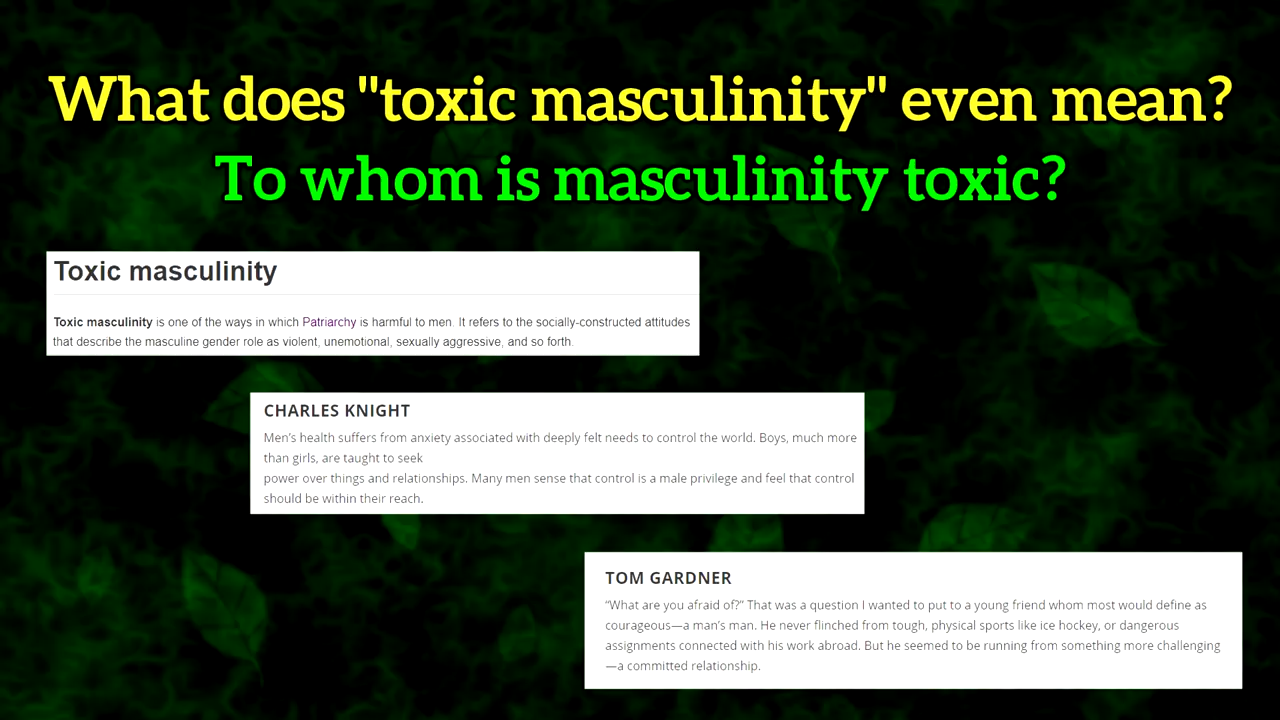 What does "toxic masculinity" even mean?
To whom is masculinity toxic?
Toxic masculinity
Toxic masculinity is one of the ways in which Patriarchy is harmful to men. It refers to the socially-constructed attitudes
that describe the masculine gender role as violent, unemotional, sexually aggressive, and so forth.
CHARLES KNIGHT
Men's health suffers from anxiety associated with deeply felt needs to control the world. Boys, much more
than girls, are taught to seek
power over things and relationships. Many men sense that control is a male privilege and feel that control
should be within their reach.
TOM GARDNER
“What are you afraid of?” That was a question I wanted to put to a young friend whom most would define as
courageous—a man’s man. He never flinched from tough, physical sports like ice hockey, or dangerous
assignments connected with his work abroad. But he seemed to be running from something more challenging
—a committed relationship.